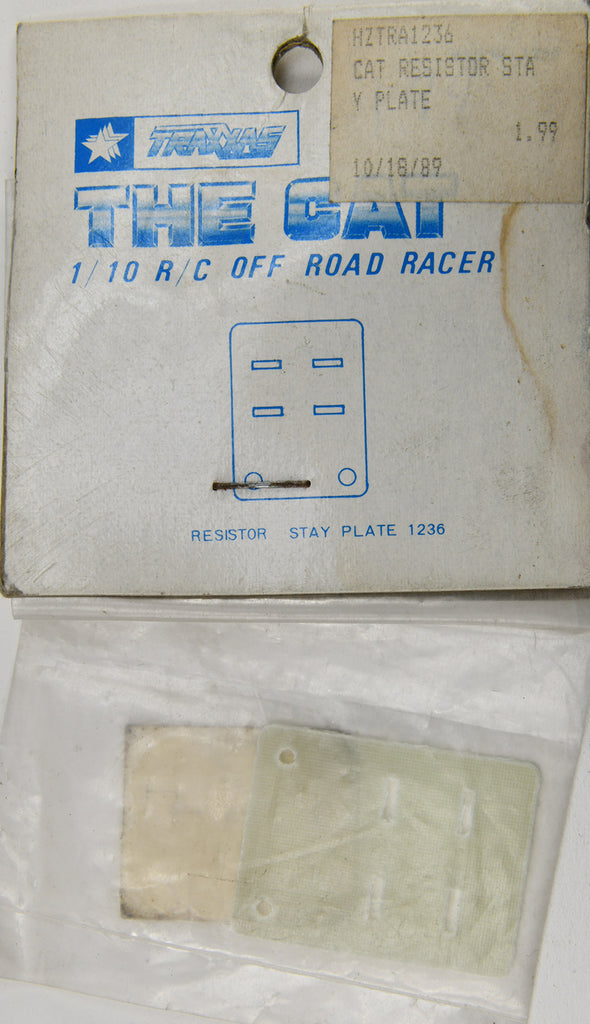 HZTRA1236
CAT RESISTOR STA
Y PLATE
1.99
10/18/89
TRAXXAS
THE CAT
1/10 R/C OFF ROAD RACER
RESISTOR STAY PLATE 1236